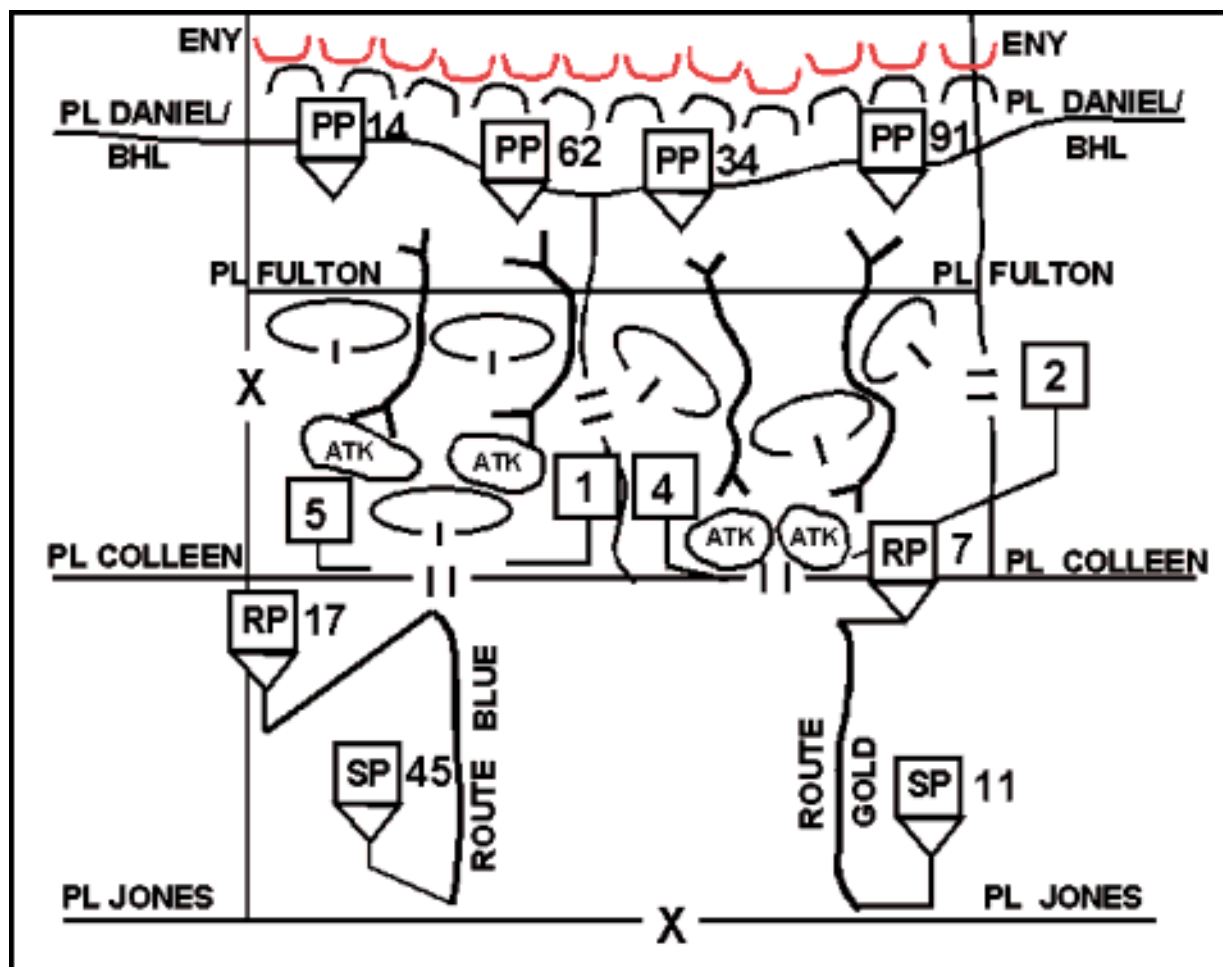 ENY
ENY
PL DANIEL/
BHL
PP 14
PP 62
PP 34
PP 91
PL DANIEL/
BHL
PL FULTON
PL FULTON
X
2
ATK
ATK
5
1
4
ATK
ATK
RP 7
PL COLLEEN
PL COLLEEN
RP 17
ROUTE BLUE
ROUTE
GOLD
SP 45
SP 11
PL JONES
PL JONES
X